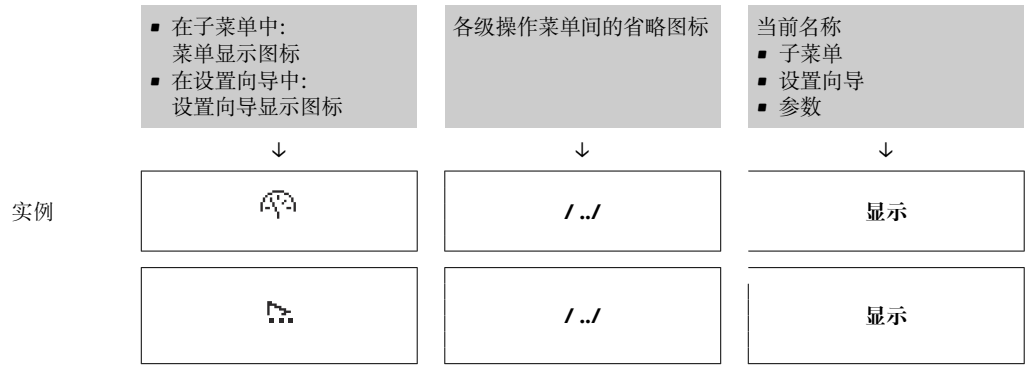 ■ 在子菜单中:
菜单显示图标
■ 在设置向导中:
设置向导显示图标
各级操作菜单间的省略图标
当前名称
■ 子菜单
■ 设置向导
■ 参数
↓ ↓ ↓
实例 / ../ 显示
/ ../ 显示